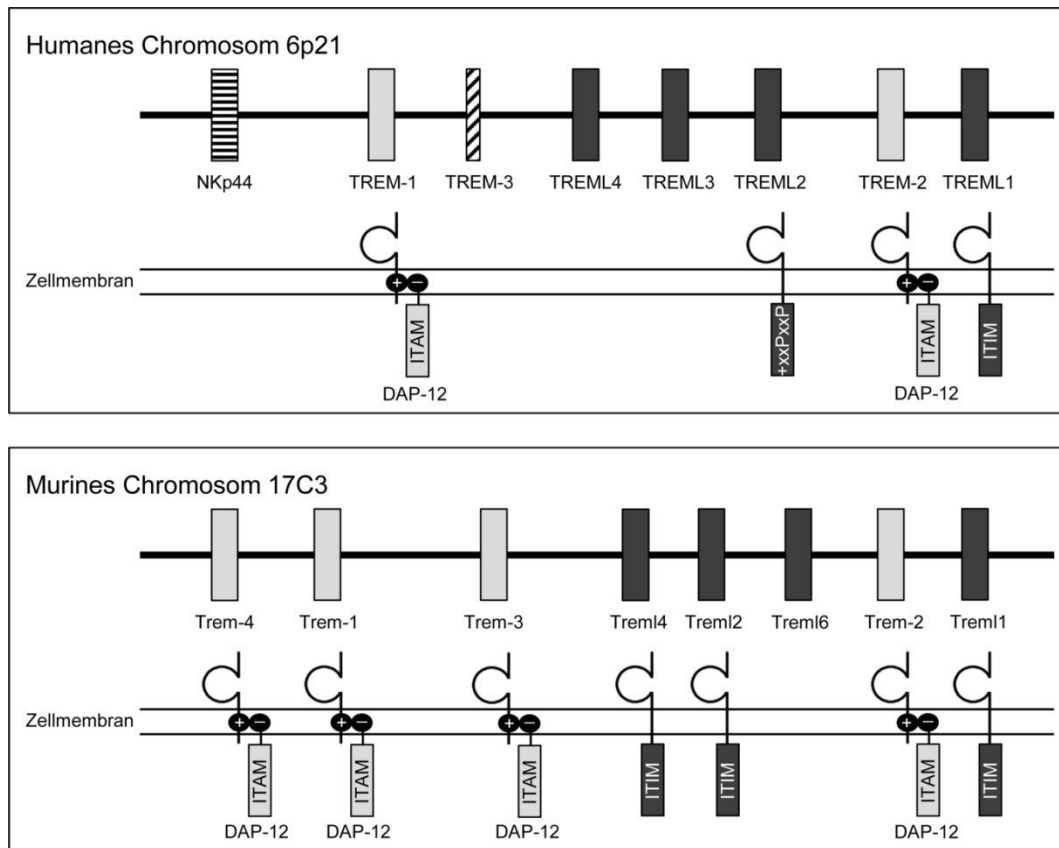 Humanes Chromosom 6p21
NKp44 TREM-1 TREM-3 TREML4 TREML3 TREML2 TREM-2 TREML1
Zellmembran
+ − + −
ITAM +xxPxxP ITAM ITIM
DAP-12 DAP-12
Murines Chromosom 17C3
Trem-4 Trem-1 Trem-3 Treml4 Treml2 Treml6 Trem-2 Treml1
Zellmembran
+ − + − + − + −
ITAM ITAM ITAM ITIM ITIM ITAM ITIM
DAP-12 DAP-12 DAP-12 DAP-12